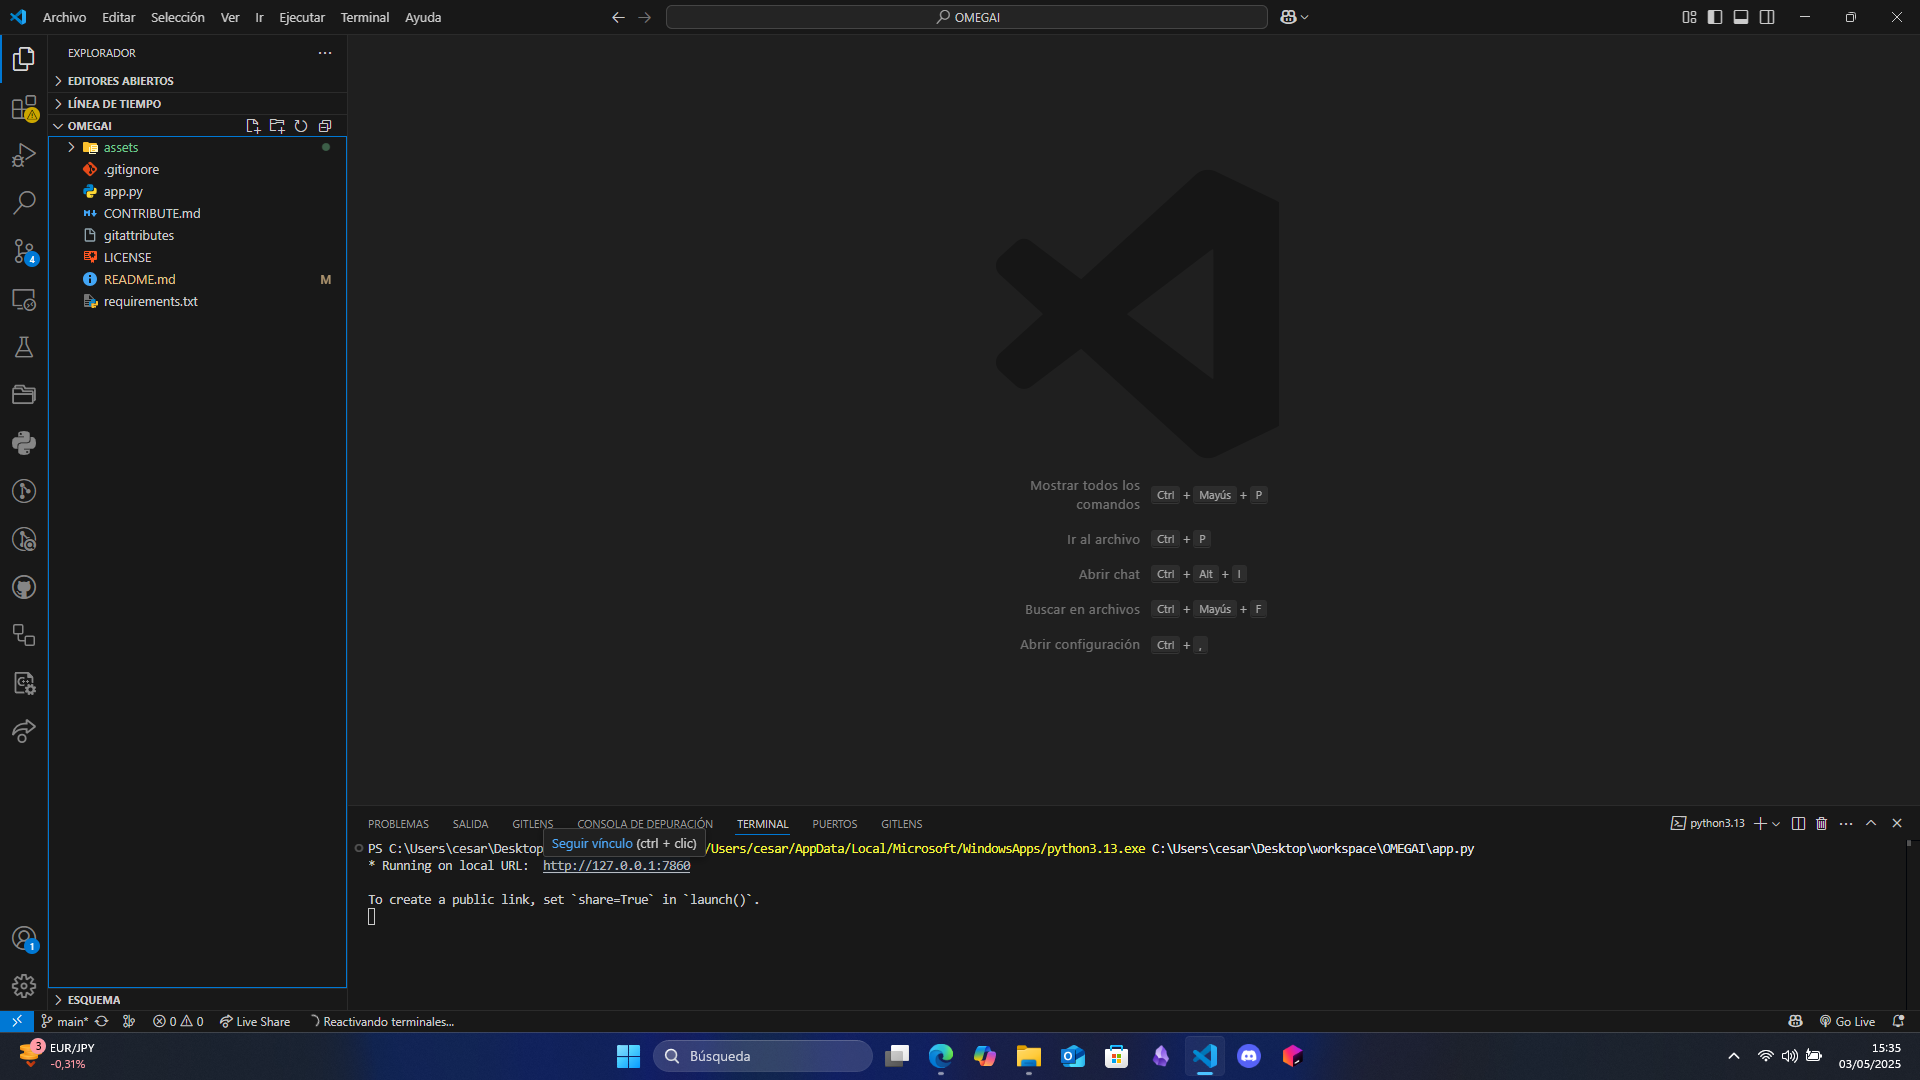 Archivo Editar Selección Ver Ir Ejecutar Terminal Ayuda
OMEGAI
EXPLORADOR
EDITORES ABIERTOS
LÍNEA DE TIEMPO
OMEGAI
assets
.gitignore
app.py
CONTRIBUTE.md
gitattributes
LICENSE
README.md M
requirements.txt
4
1
ESQUEMA
Mostrar todos los
comandos Ctrl + Mayús + P
Ir al archivo Ctrl + P
Abrir chat Ctrl + Alt + I
Buscar en archivos Ctrl + Mayús + F
Abrir configuración Ctrl + ,
PROBLEMAS SALIDA GITLENS CONSOLA DE DEPURACIÓN TERMINAL PUERTOS GITLENS
python3.13
Seguir vínculo (ctrl + clic)
PS C:\Users\cesar\Desktop /Users/cesar/AppData/Local/Microsoft/WindowsApps/python3.13.exe C:\Users\cesar\Desktop\workspace\OMEGAI\app.py
* Running on local URL: http://127.0.0.1:7860
To create a public link, set `share=True` in `launch()`.
main* 0 0 Live Share Reactivando terminales... Go Live
3
EUR/JPY
-0,31%
Búsqueda
15:35
03/05/2025